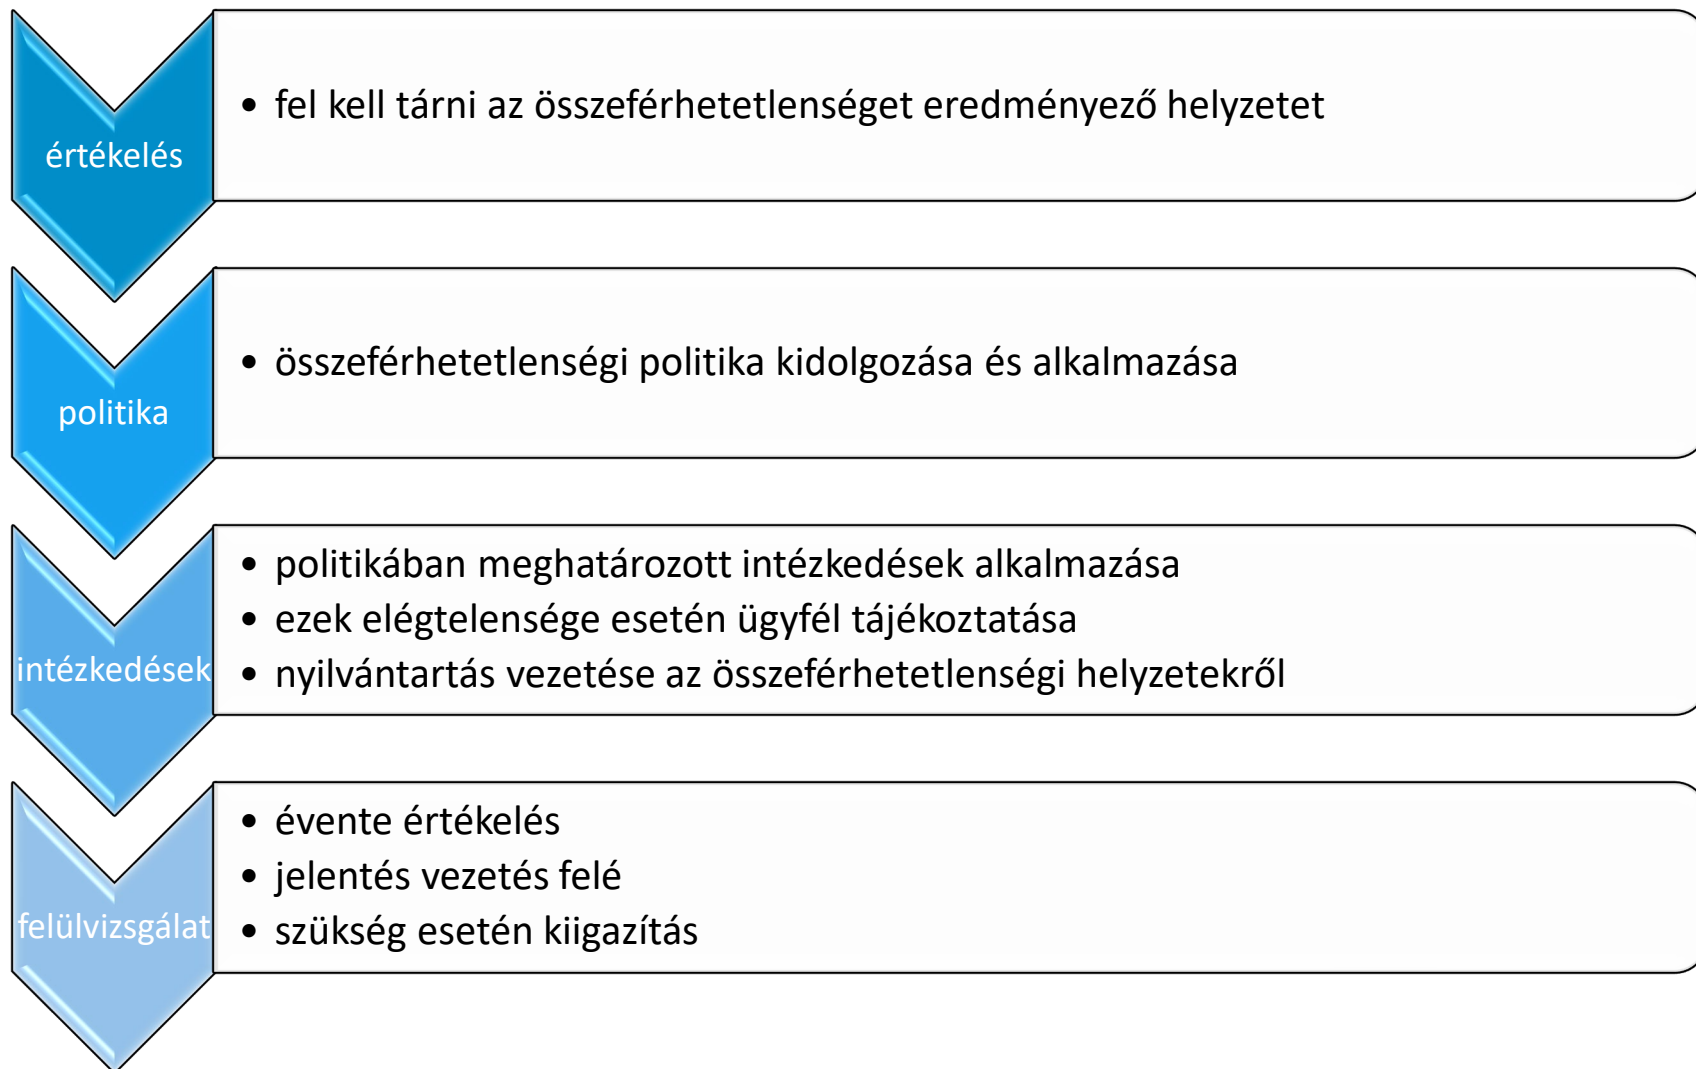 értékelés
• fel kell tárni az összeférhetetlenséget eredményező helyzetet
politika
• összeférhetetlenségi politika kidolgozása és alkalmazása
intézkedések
• politikában meghatározott intézkedések alkalmazása
• ezek elégtelensége esetén ügyfél tájékoztatása
• nyilvántartás vezetése az összeférhetetlenségi helyzetekről
felülvizsgálat
• évente értékelés
• jelentés vezetés felé
• szükség esetén kiigazítás